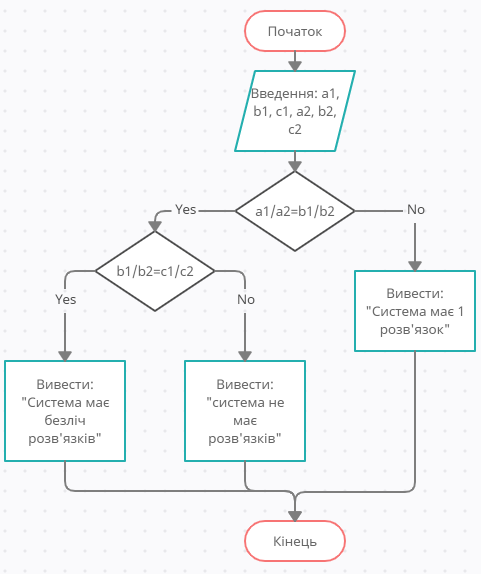 Початок
Введення: a1,
b1, c1, a2, b2,
c2
a1/a2=b1/b2
Yes
No
b1/b2=c1/c2
Yes
No
Вивести:
"Система має 1
розв'язок"
Вивести:
"Система має
безліч
розв'язків"
Вивести:
"система не
має
розв'язків"
Кінець